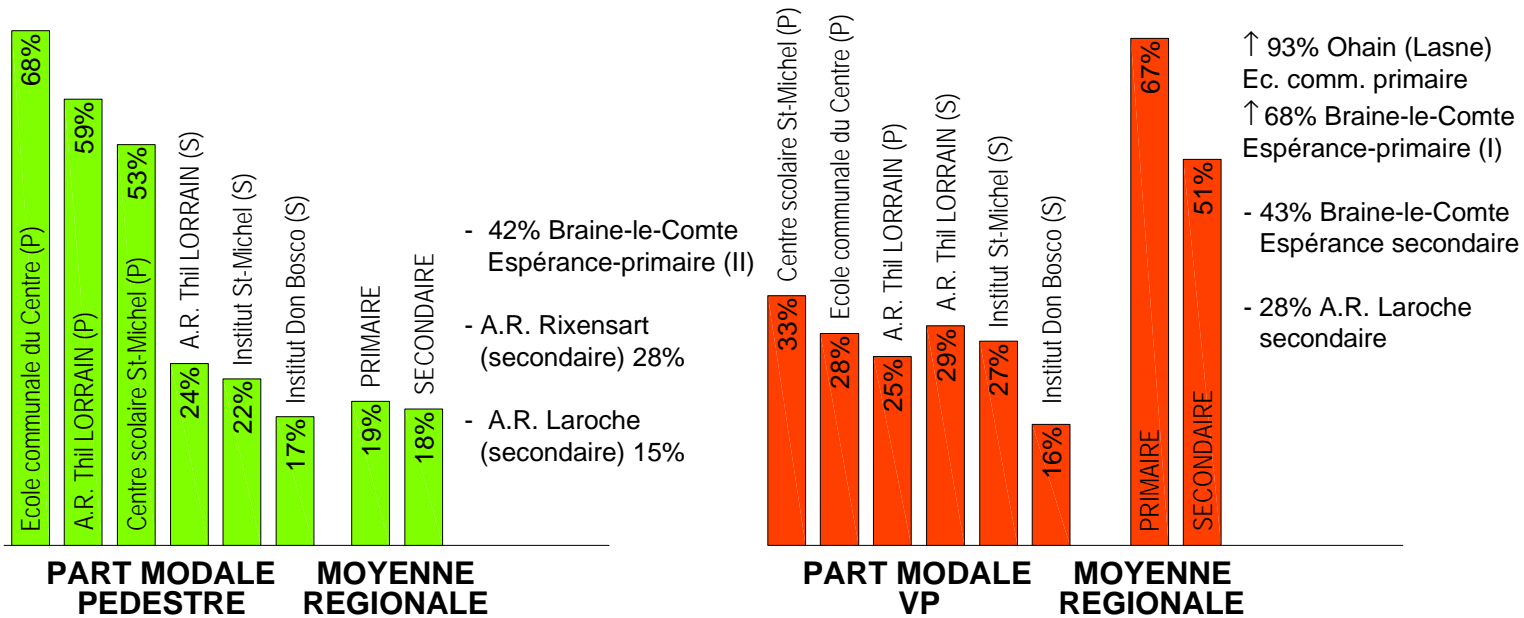 68%
Ecole communale du Centre (P)
59%
A.R. Thil LORRAIN (P)
53%
Centre scolaire St-Michel (P)
A.R. Thil LORRAIN (S)
24%
Institut St-Michel (S)
22%
Institut Don Bosco (S)
17%
PRIMAIRE
19%
SECONDAIRE
18%
- 42% Braine-le-Comte
Espérance-primaire (II)
- A.R. Rixensart
(secondaire) 28%
- A.R. Laroche
(secondaire) 15%
PART MODALE
PEDESTRE
MOYENNE
REGIONALE
Centre scolaire St-Michel (P)
33%
Ecole communale du Centre (P)
28%
A.R. Thil LORRAIN (P)
25%
A.R. Thil LORRAIN (S)
29%
Institut St-Michel (S)
27%
Institut Don Bosco (S)
16%
67%
PRIMAIRE
51%
SECONDAIRE
↑ 93% Ohain (Lasne)
Ec. comm. primaire
↑ 68% Braine-le-Comte
Espérance-primaire (I)
- 43% Braine-le-Comte
Espérance secondaire
- 28% A.R. Laroche
secondaire
PART MODALE
VP
MOYENNE
REGIONALE